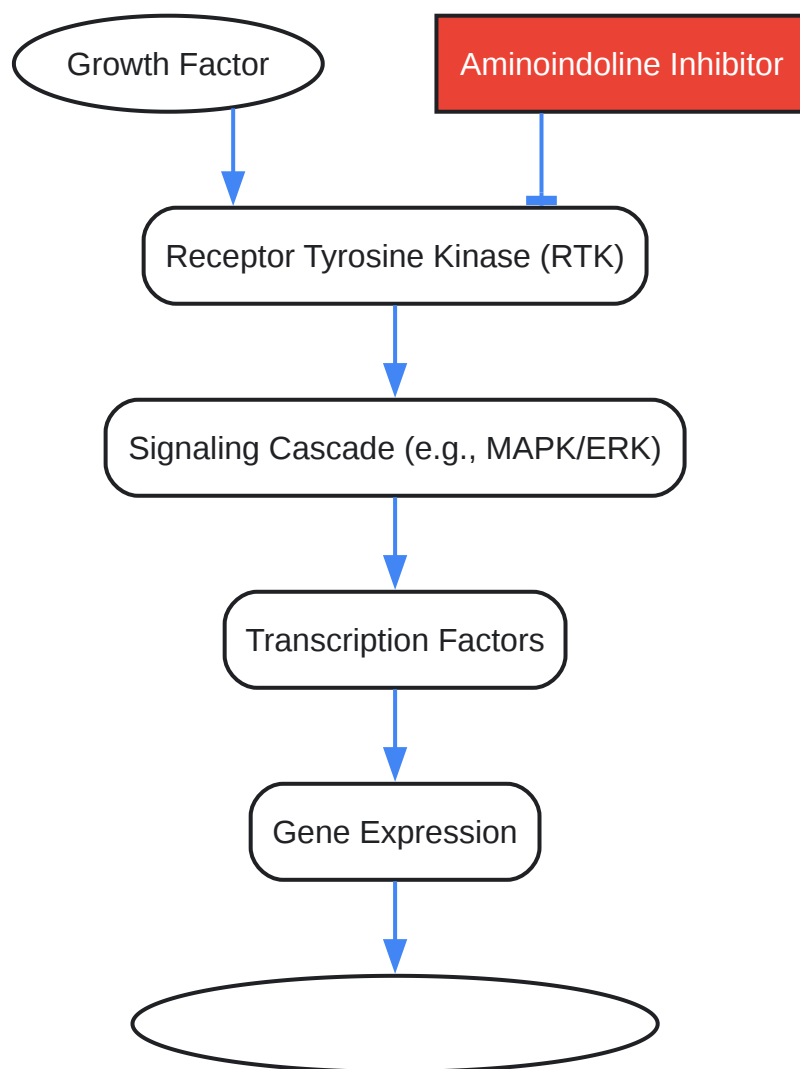 Growth Factor
Aminoindoline Inhibitor
Receptor Tyrosine Kinase (RTK)
Signaling Cascade (e.g., MAPK/ERK)
Transcription Factors
Gene Expression